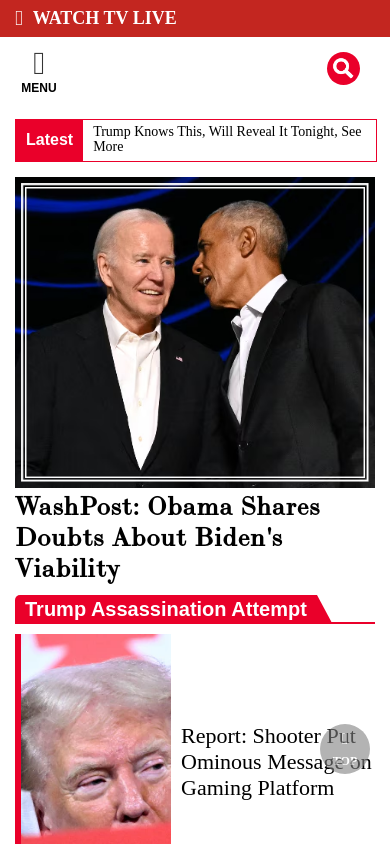 WATCH TV LIVE
MENU
Latest
Trump Knows This, Will Reveal It Tonight, See
More
WashPost: Obama Shares
Doubts About Biden's
Viability
Trump Assassination Attempt
Report: Shooter Put
Ominous Message on
Gaming Platform
TOP